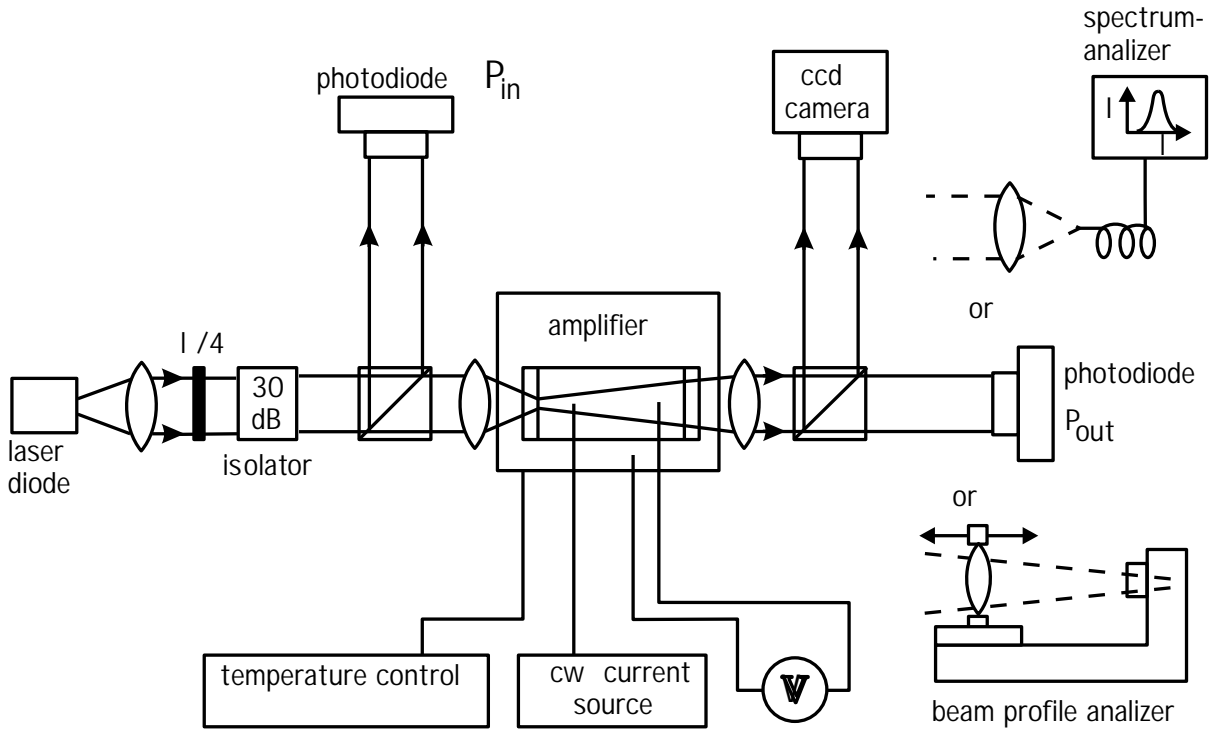 spectrum-
analizer
photodiode P_in
ccd
camera
I
l
or
amplifier
l /4
30
dB
isolator
laser
diode
photodiode
P_out
or
temperature control
cw current
source
V
beam profile analizer